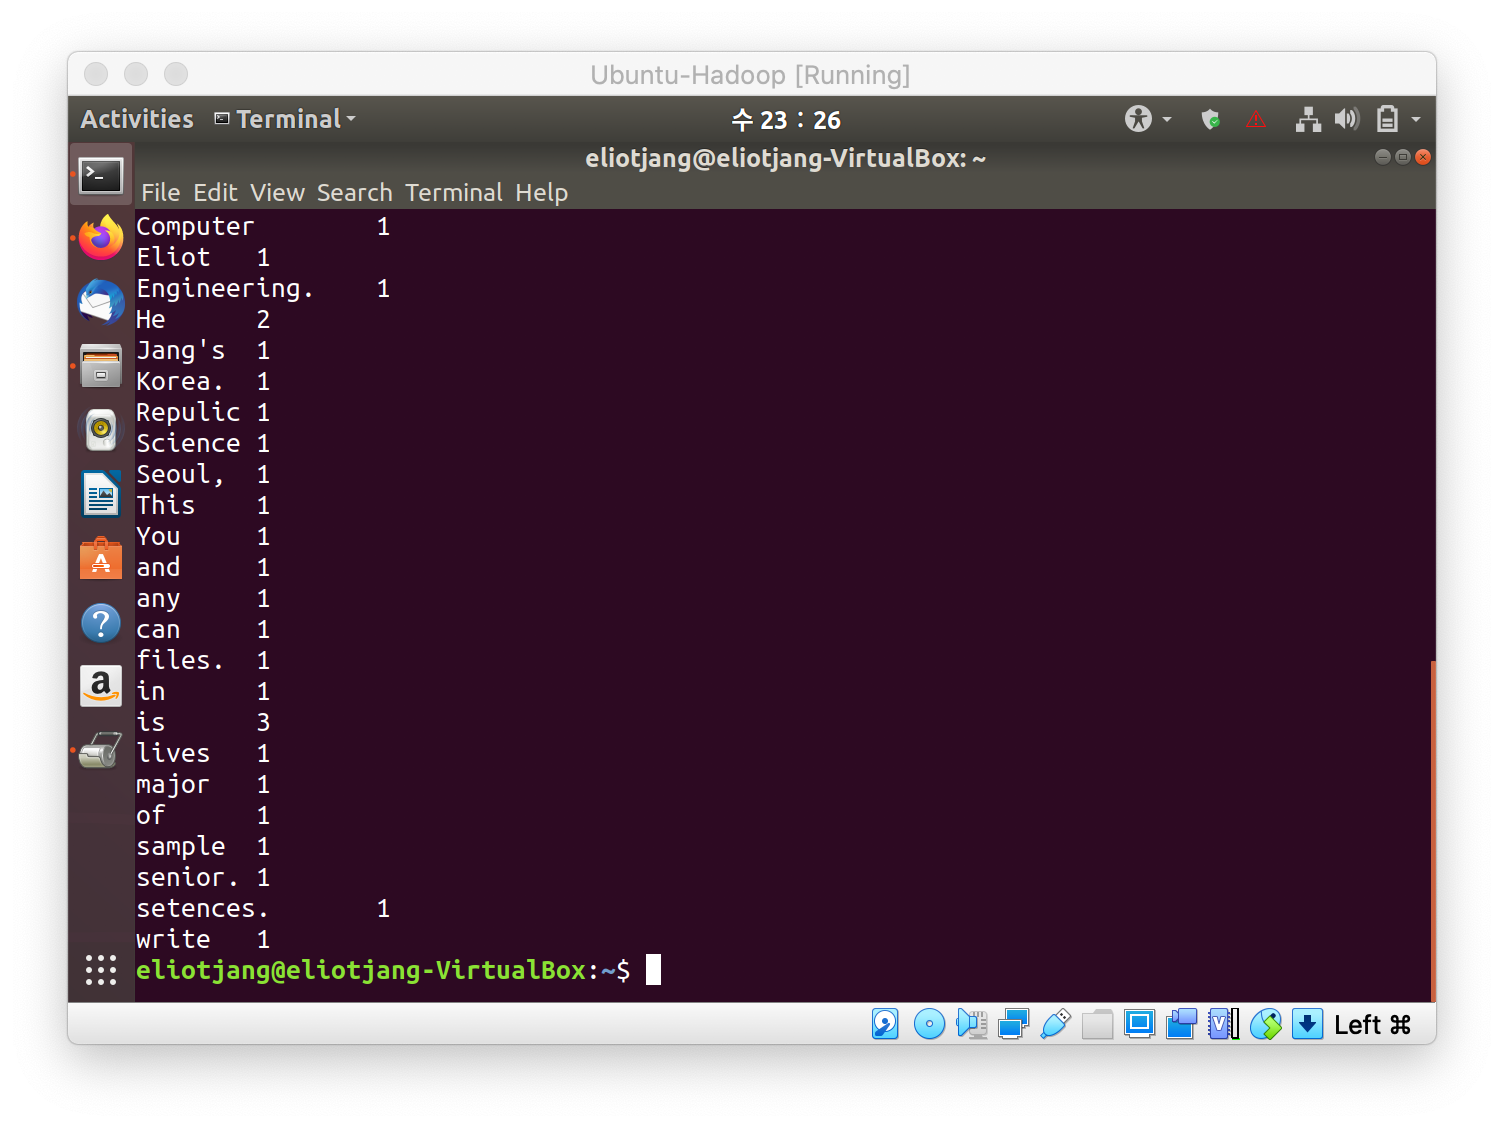 Ubuntu-Hadoop [Running]
Activities Terminal 수 23 : 26
eliotjang@eliotjang-VirtualBox: ~
File Edit View Search Terminal Help
Computer 1
Eliot 1
Engineering. 1
He 2
Jang's 1
Korea. 1
Repulic 1
Science 1
Seoul, 1
This 1
You 1
and 1
any 1
can 1
files. 1
in 1
is 3
lives 1
major 1
of 1
sample 1
senior. 1
setences. 1
write 1
eliotjang@eliotjang-VirtualBox:~$
Left ⌘